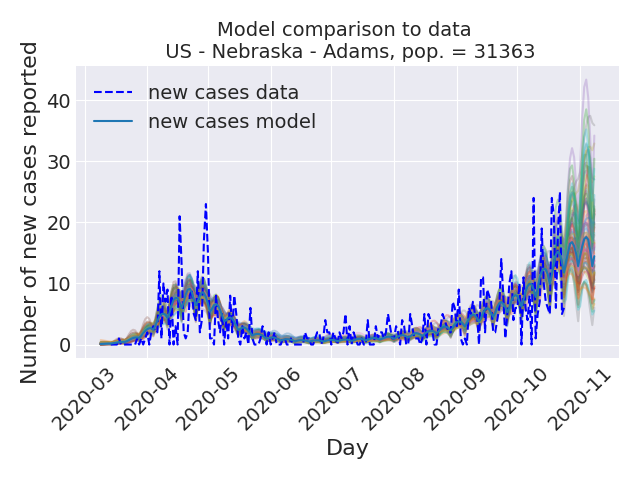 Model comparison to data
US - Nebraska - Adams, pop. = 31363
Number of new cases reported
new cases data
new cases model
40
30
20
10
0
2020-03
2020-04
2020-05
2020-06
2020-07
2020-08
2020-09
2020-10
2020-11
Day